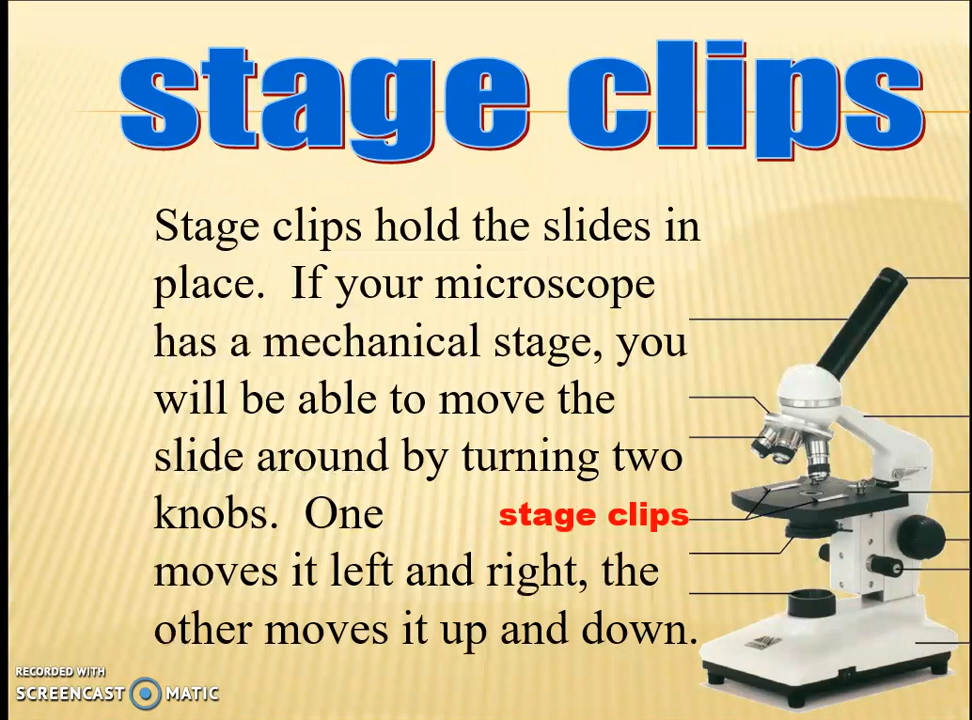 stage clips
Stage clips hold the slides in
place.  If your microscope
has a mechanical stage, you
will be able to move the
slide around by turning two
knobs.  One
stage clips
moves it left and right, the
other moves it up and down.
RECORDED WITH
SCREENCAST MATIC